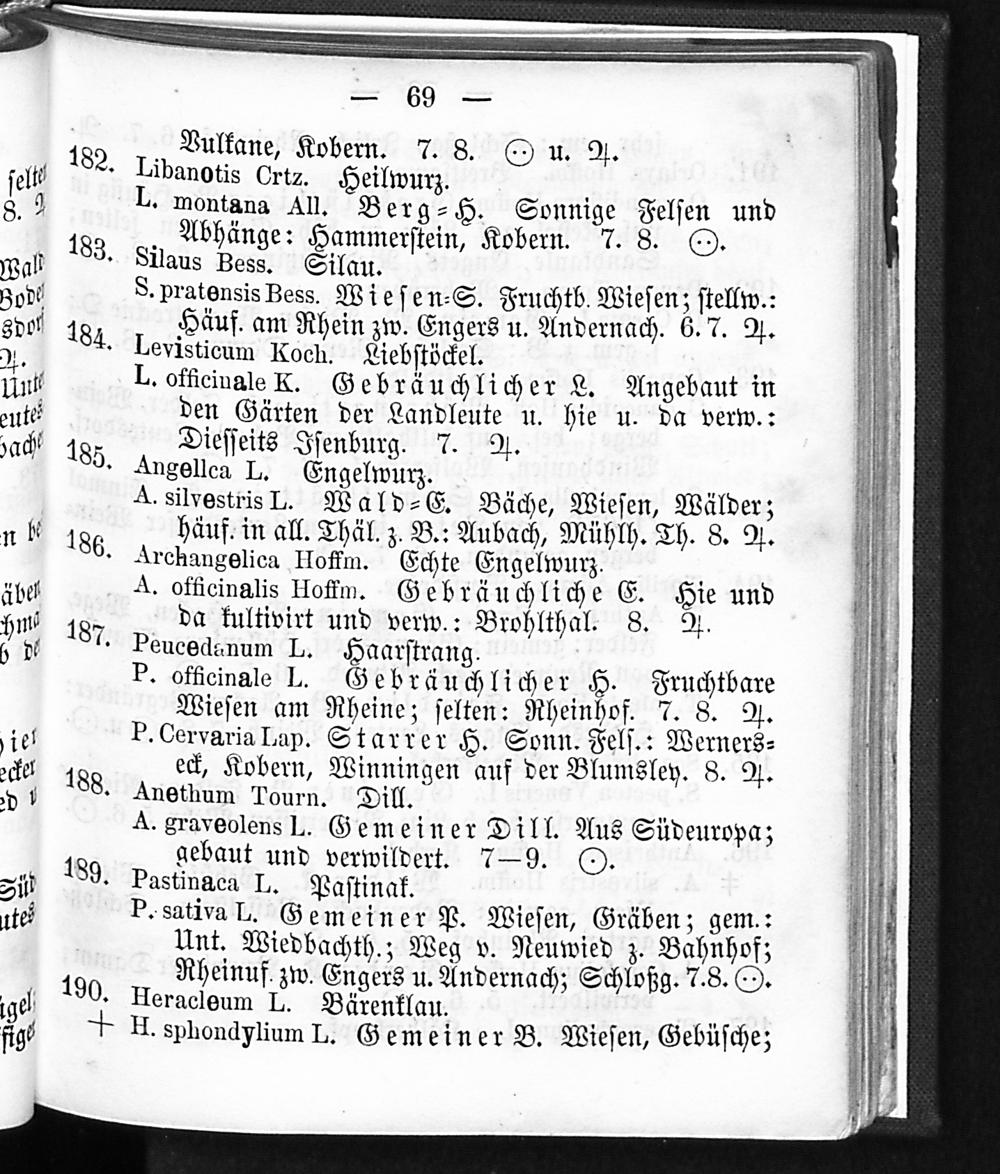 — 69 —
Vulkane, Kobern. 7. 8. ⊙ u. ♃.
182. Libanotis Crtz. Heilwurz.
L. montana All. Berg-H. Sonnige Felsen und
Abhänge: Hammerstein, Kobern. 7. 8. ⊙.
183. Silaus Bess. Silau.
S. pratensis Bess. Wiesen-S. Fruchtb. Wiesen; stellw.:
Häuf. am Rhein zw. Engers u. Andernach. 6. 7. ♃.
184. Levisticum Koch. Liebstöckel.
L. officinale K. Gebräuchlicher L. Angebaut in
den Gärten der Landleute u. hie u. da verw.:
Diesseits Isenburg. 7. ♃.
185. Angelica L. Engelwurz.
A. silvestris L. Wald-E. Bäche, Wiesen, Wälder;
häuf. in all. Thäl. z. B.: Aubach, Mühlh. Th. 8. ♃.
186. Archangelica Hoffm. Echte Engelwurz.
A. officinalis Hoffm. Gebräuchliche E. Hie und
da kultivirt und verw.: Brohlthal. 8. ♃.
187. Peucedanum L. Haarstrang.
P. officinale L. Gebräuchlicher H. Fruchtbare
Wiesen am Rheine; selten: Rheinhof. 7. 8. ♃.
P. Cervaria Lap. Starrer H. Sonn. Fels.: Werners-
eck, Kobern, Winningen auf der Blumsley. 8. ♃.
188. Anethum Tourn. Dill.
A. graveolens L. Gemeiner Dill. Aus Südeuropa;
gebaut und verwildert. 7—9. ⊙.
189. Pastinaca L. Pastinak.
P. sativa L. Gemeiner P. Wiesen, Gräben; gem.:
Unt. Wiedbachth.; Weg v. Neuwied z. Bahnhof;
Rheinuf. zw. Engers u. Andernach; Schloßg. 7. 8. ⊙.
190. Heracleum L. Bärenklau.
+ H. sphondylium L. Gemeiner B. Wiesen, Gebüsche;